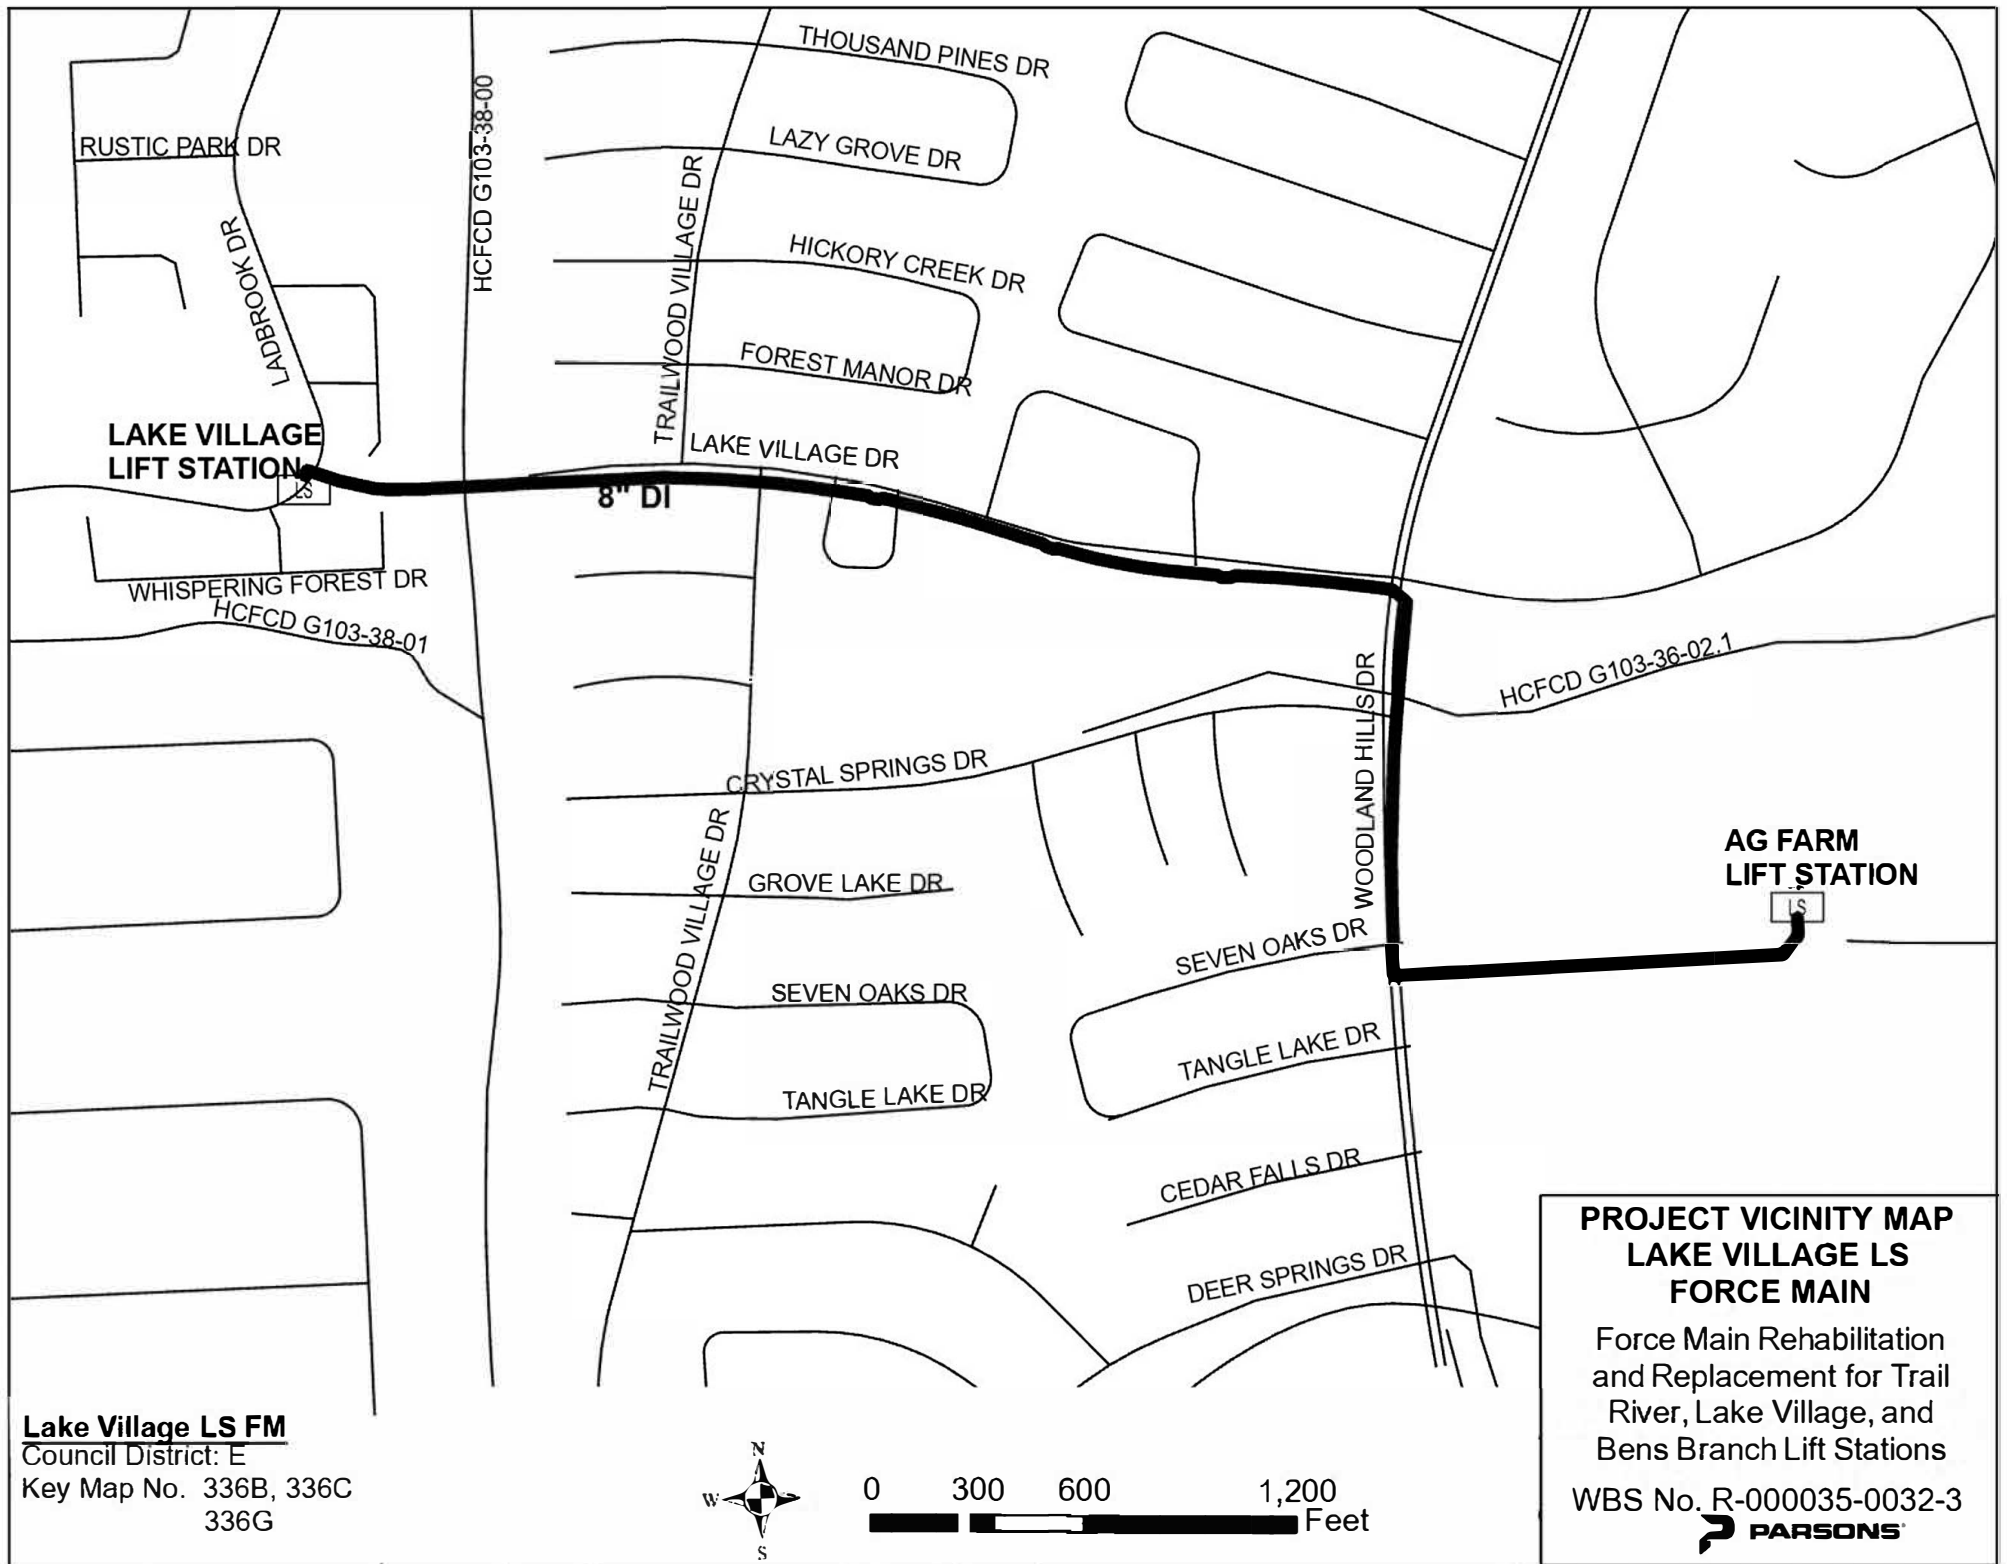 THOUSAND PINES DR
HCFCD G103-38-00
RUSTIC PARK DR
LAZY GROVE DR
TRAILWOOD VILLAGE DR
LADBROOK DR
HICKORY CREEK DR
FOREST MANOR DR
LAKE VILLAGE
LIFT STATION
LS
LAKE VILLAGE DR
8" DI
WHISPERING FOREST DR
HCFCD G103-38-01
WOODLAND HILLS DR
HCFCD G103-36-02.1
CRYSTAL SPRINGS DR
TRAILWOOD VILLAGE DR
AG FARM
LIFT STATION
LS
GROVE LAKE DR
SEVEN OAKS DR
SEVEN OAKS DR
TANGLE LAKE DR
TANGLE LAKE DR
CEDAR FALLS DR
DEER SPRINGS DR
PROJECT VICINITY MAP
LAKE VILLAGE LS
FORCE MAIN
Force Main Rehabilitation
and Replacement for Trail
River, Lake Village, and
Bens Branch Lift Stations
WBS No. R-000035-0032-3
PARSONS
Lake Village LS FM
Council District: E
Key Map No. 336B, 336C
336G
N
W
S
0 300 600 1,200
Feet